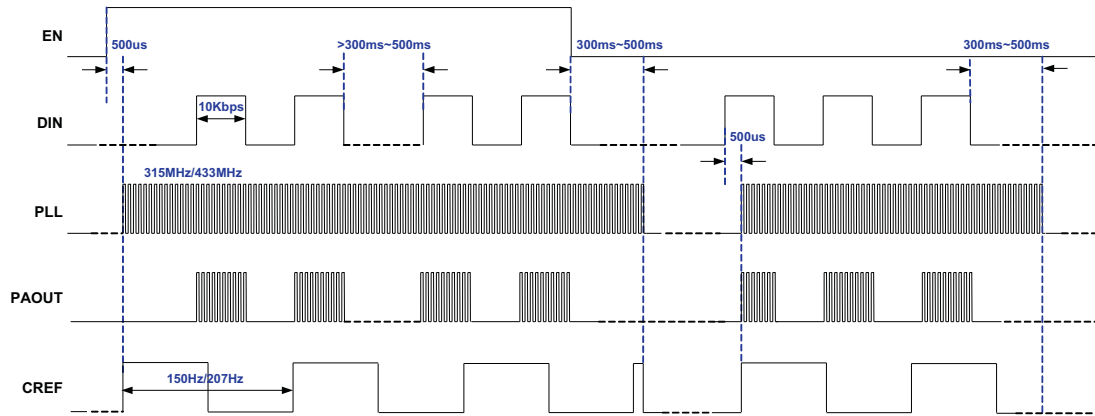 EN
500us
>300ms~500ms
300ms~500ms
300ms~500ms
DIN
10Kbps
500us
315MHz/433MHz
PLL
PAOUT
150Hz/207Hz
CREF